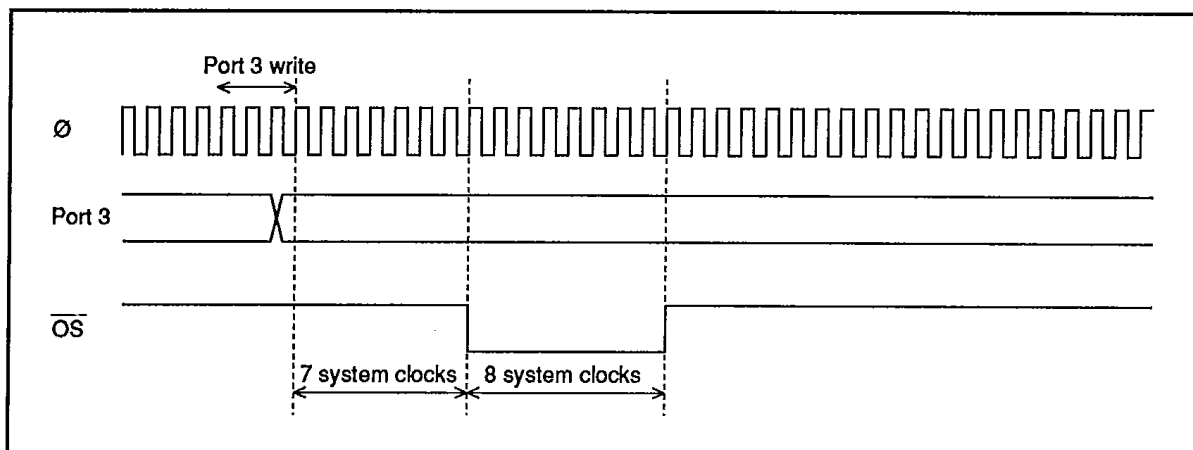 Port 3 write
Ø
Port 3
OS
7 system clocks
8 system clocks